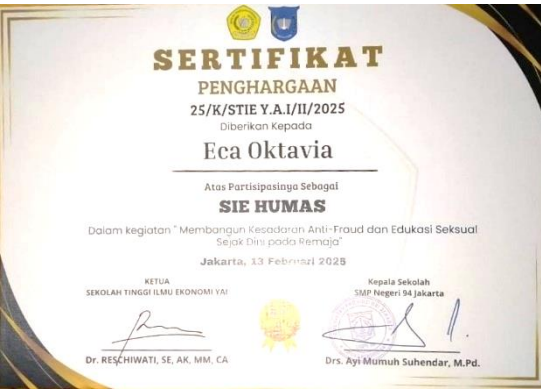 SERTIFIKAT
PENGHARGAAN
25/K/STIE Y.A.I/II/2025
Diberikan Kepada
Eca Oktavia
Atas Partisipasinya Sebagai
SIE HUMAS
Dalam kegiatan " Membangun Kesadaran Anti-Fraud dan Edukasi Seksual
Sejak Dini pada Remaja"
Jakarta, 13 Februari 2025
KETUA
SEKOLAH TINGGI ILMU EKONOMI YAI
Dr. RESCHIWATI, SE, AK, MM, CA
Kepala Sekolah
SMP Negeri 94 Jakarta
Drs. Ayi Mumuh Suhendar, M.Pd.